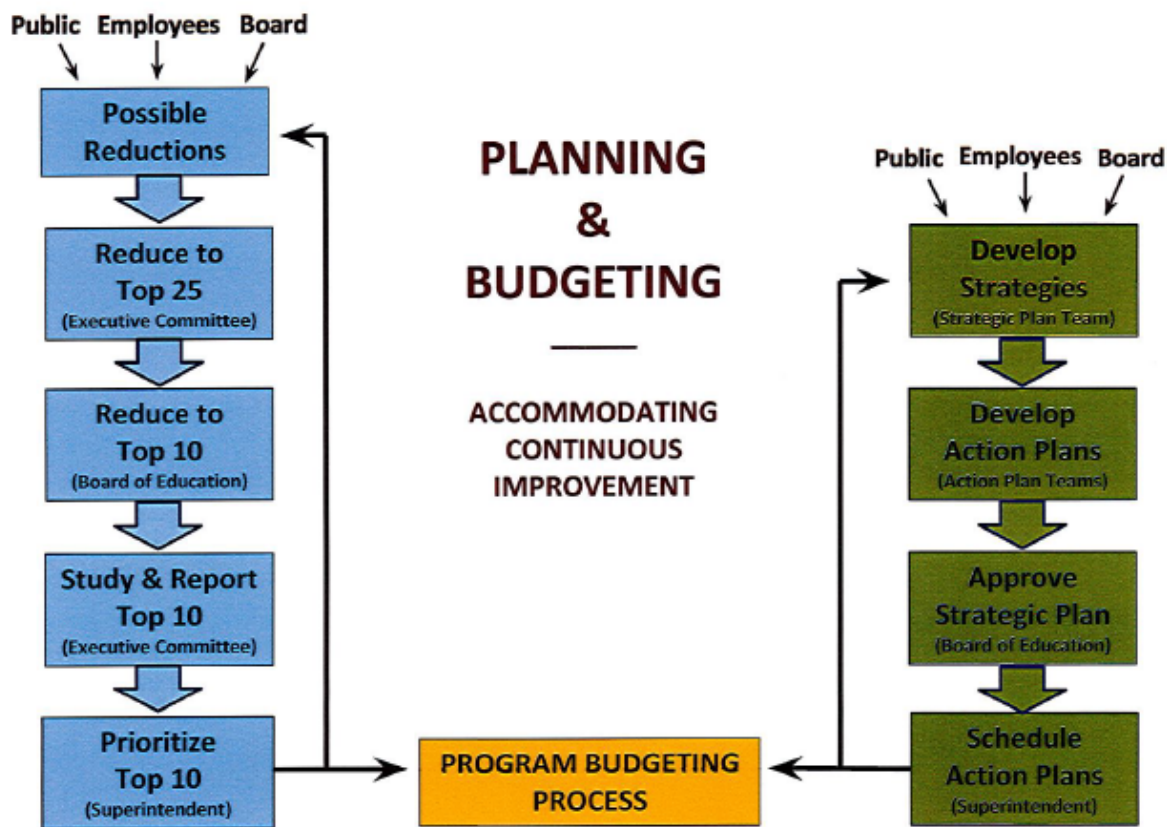 Public Employees Board
Possible
Reductions
Reduce to
Top 25
(Executive Committee)
Reduce to
Top 10
(Board of Education)
Study & Report
Top 10
(Executive Committee)
Prioritize
Top 10
(Superintendent)
PLANNING
&
BUDGETING
ACCOMMODATING
CONTINUOUS
IMPROVEMENT
PROGRAM BUDGETING
PROCESS
Public Employees Board
Develop
Strategies
(Strategic Plan Team)
Develop
Action Plans
(Action Plan Teams)
Approve
Strategic Plan
(Board of Education)
Schedule
Action Plans
(Superintendent)